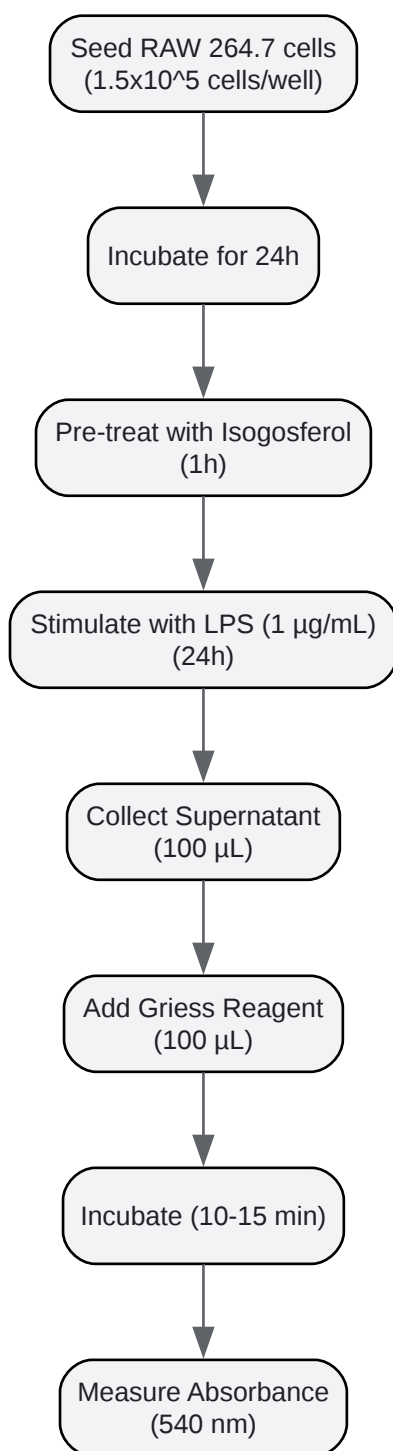 Seed RAW 264.7 cells
(1.5x10^5 cells/well)
Incubate for 24h
Pre-treat with Isogosferol
(1h)
Stimulate with LPS (1 µg/mL)
(24h)
Collect Supernatant
(100 µL)
Add Griess Reagent
(100 µL)
Incubate (10-15 min)
Measure Absorbance
(540 nm)